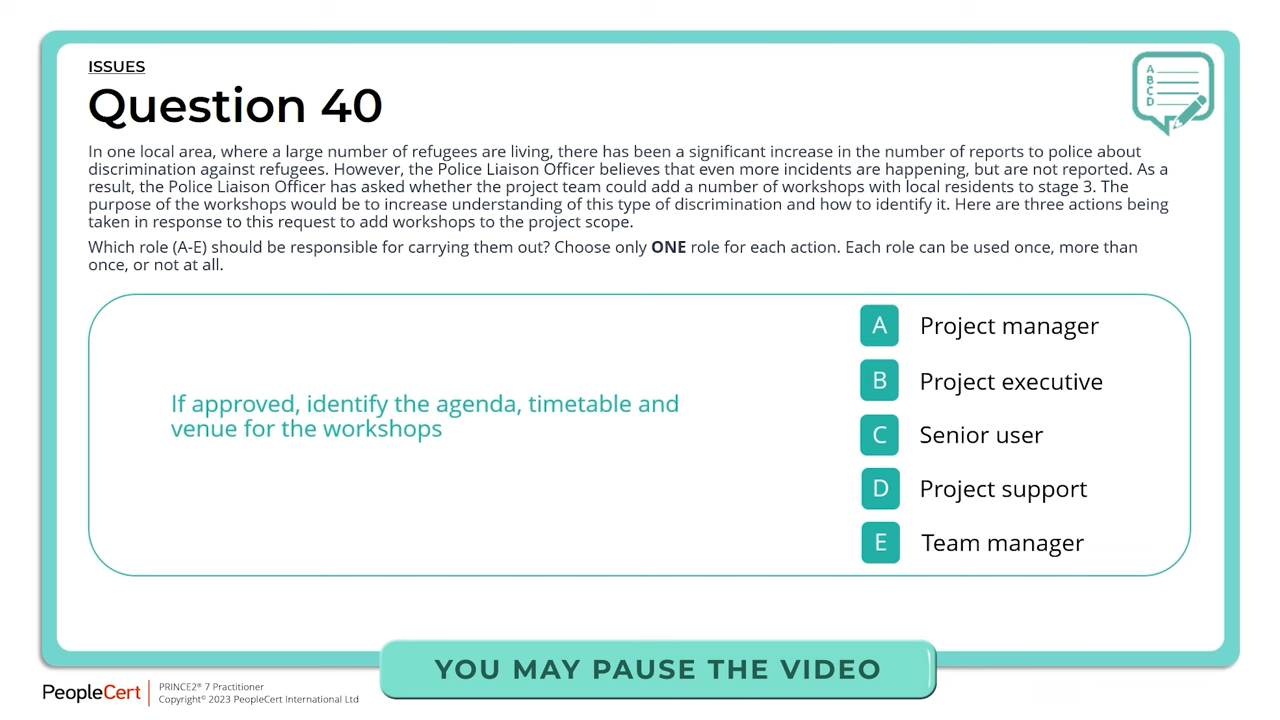 ISSUES
Question 40
A
B
C
D
In one local area, where a large number of refugees are living, there has been a significant increase in the number of reports to police about
discrimination against refugees. However, the Police Liaison Officer believes that even more incidents are happening, but are not reported. As a
result, the Police Liaison Officer has asked whether the project team could add a number of workshops with local residents to stage 3. The
purpose of the workshops would be to increase understanding of this type of discrimination and how to identify it. Here are three actions being
taken in response to this request to add workshops to the project scope.
Which role (A-E) should be responsible for carrying them out? Choose only ONE role for each action. Each role can be used once, more than
once, or not at all.
If approved, identify the agenda, timetable and
venue for the workshops
A Project manager
B Project executive
C Senior user
D Project support
E Team manager
YOU MAY PAUSE THE VIDEO
PeopleCert
PRINCE2® 7 Practitioner
Copyright© 2023 PeopleCert International Ltd